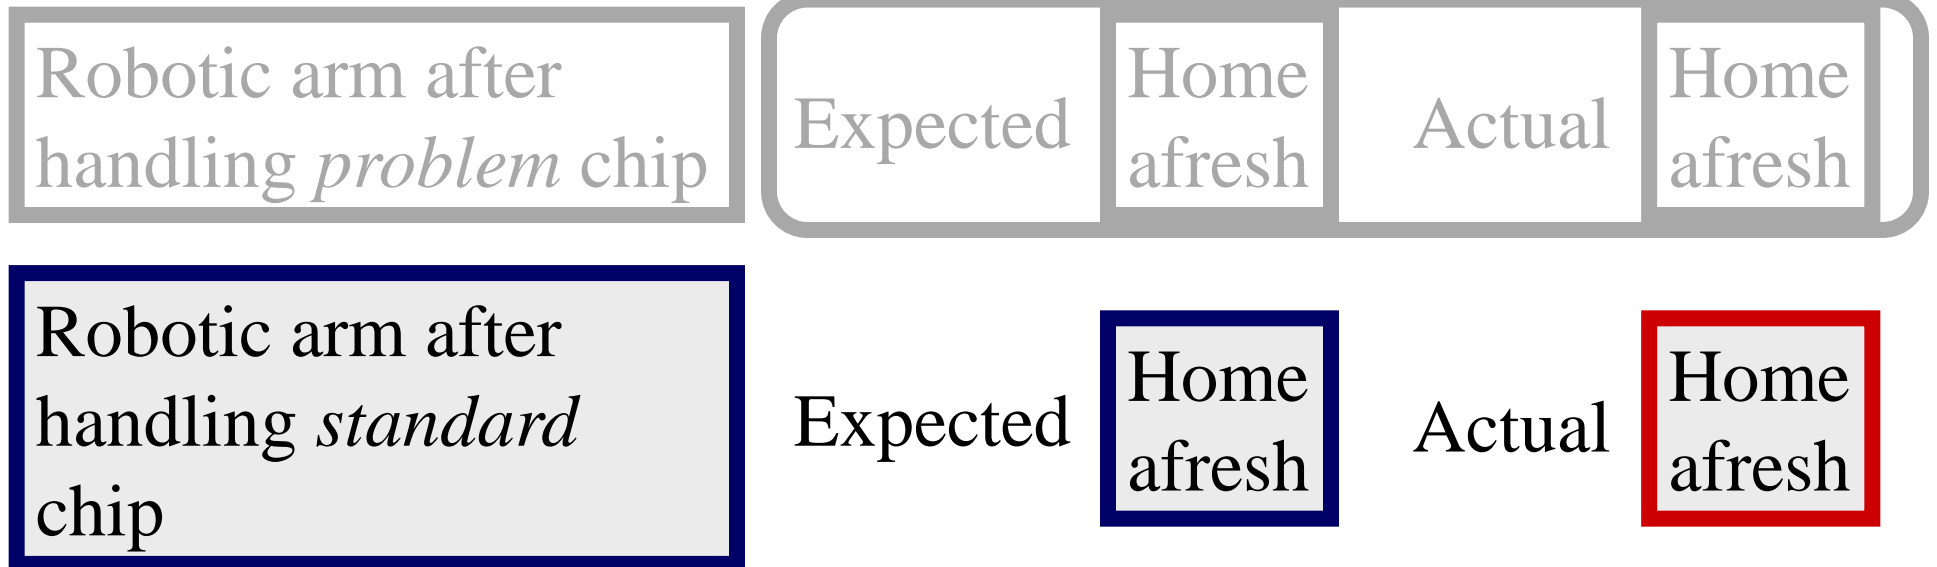 Robotic arm after
handling problem chip
Expected
Home
afresh
Actual
Home
afresh
Robotic arm after
handling standard
chip
Expected
Home
afresh
Actual
Home
afresh